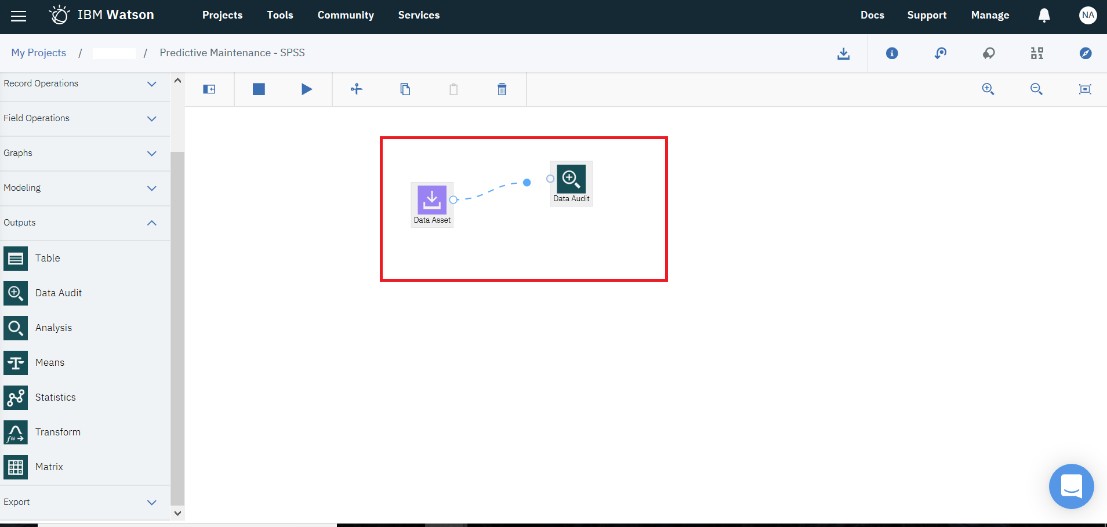 IBM Watson Projects Tools Community Services Docs Support Manage NA
My Projects / / Predictive Maintenance - SPSS
Record Operations
Field Operations
Graphs
Modeling
Outputs
Table
Data Audit
Analysis
Means
Statistics
Transform
Matrix
Export
Data Asset
Data Audit